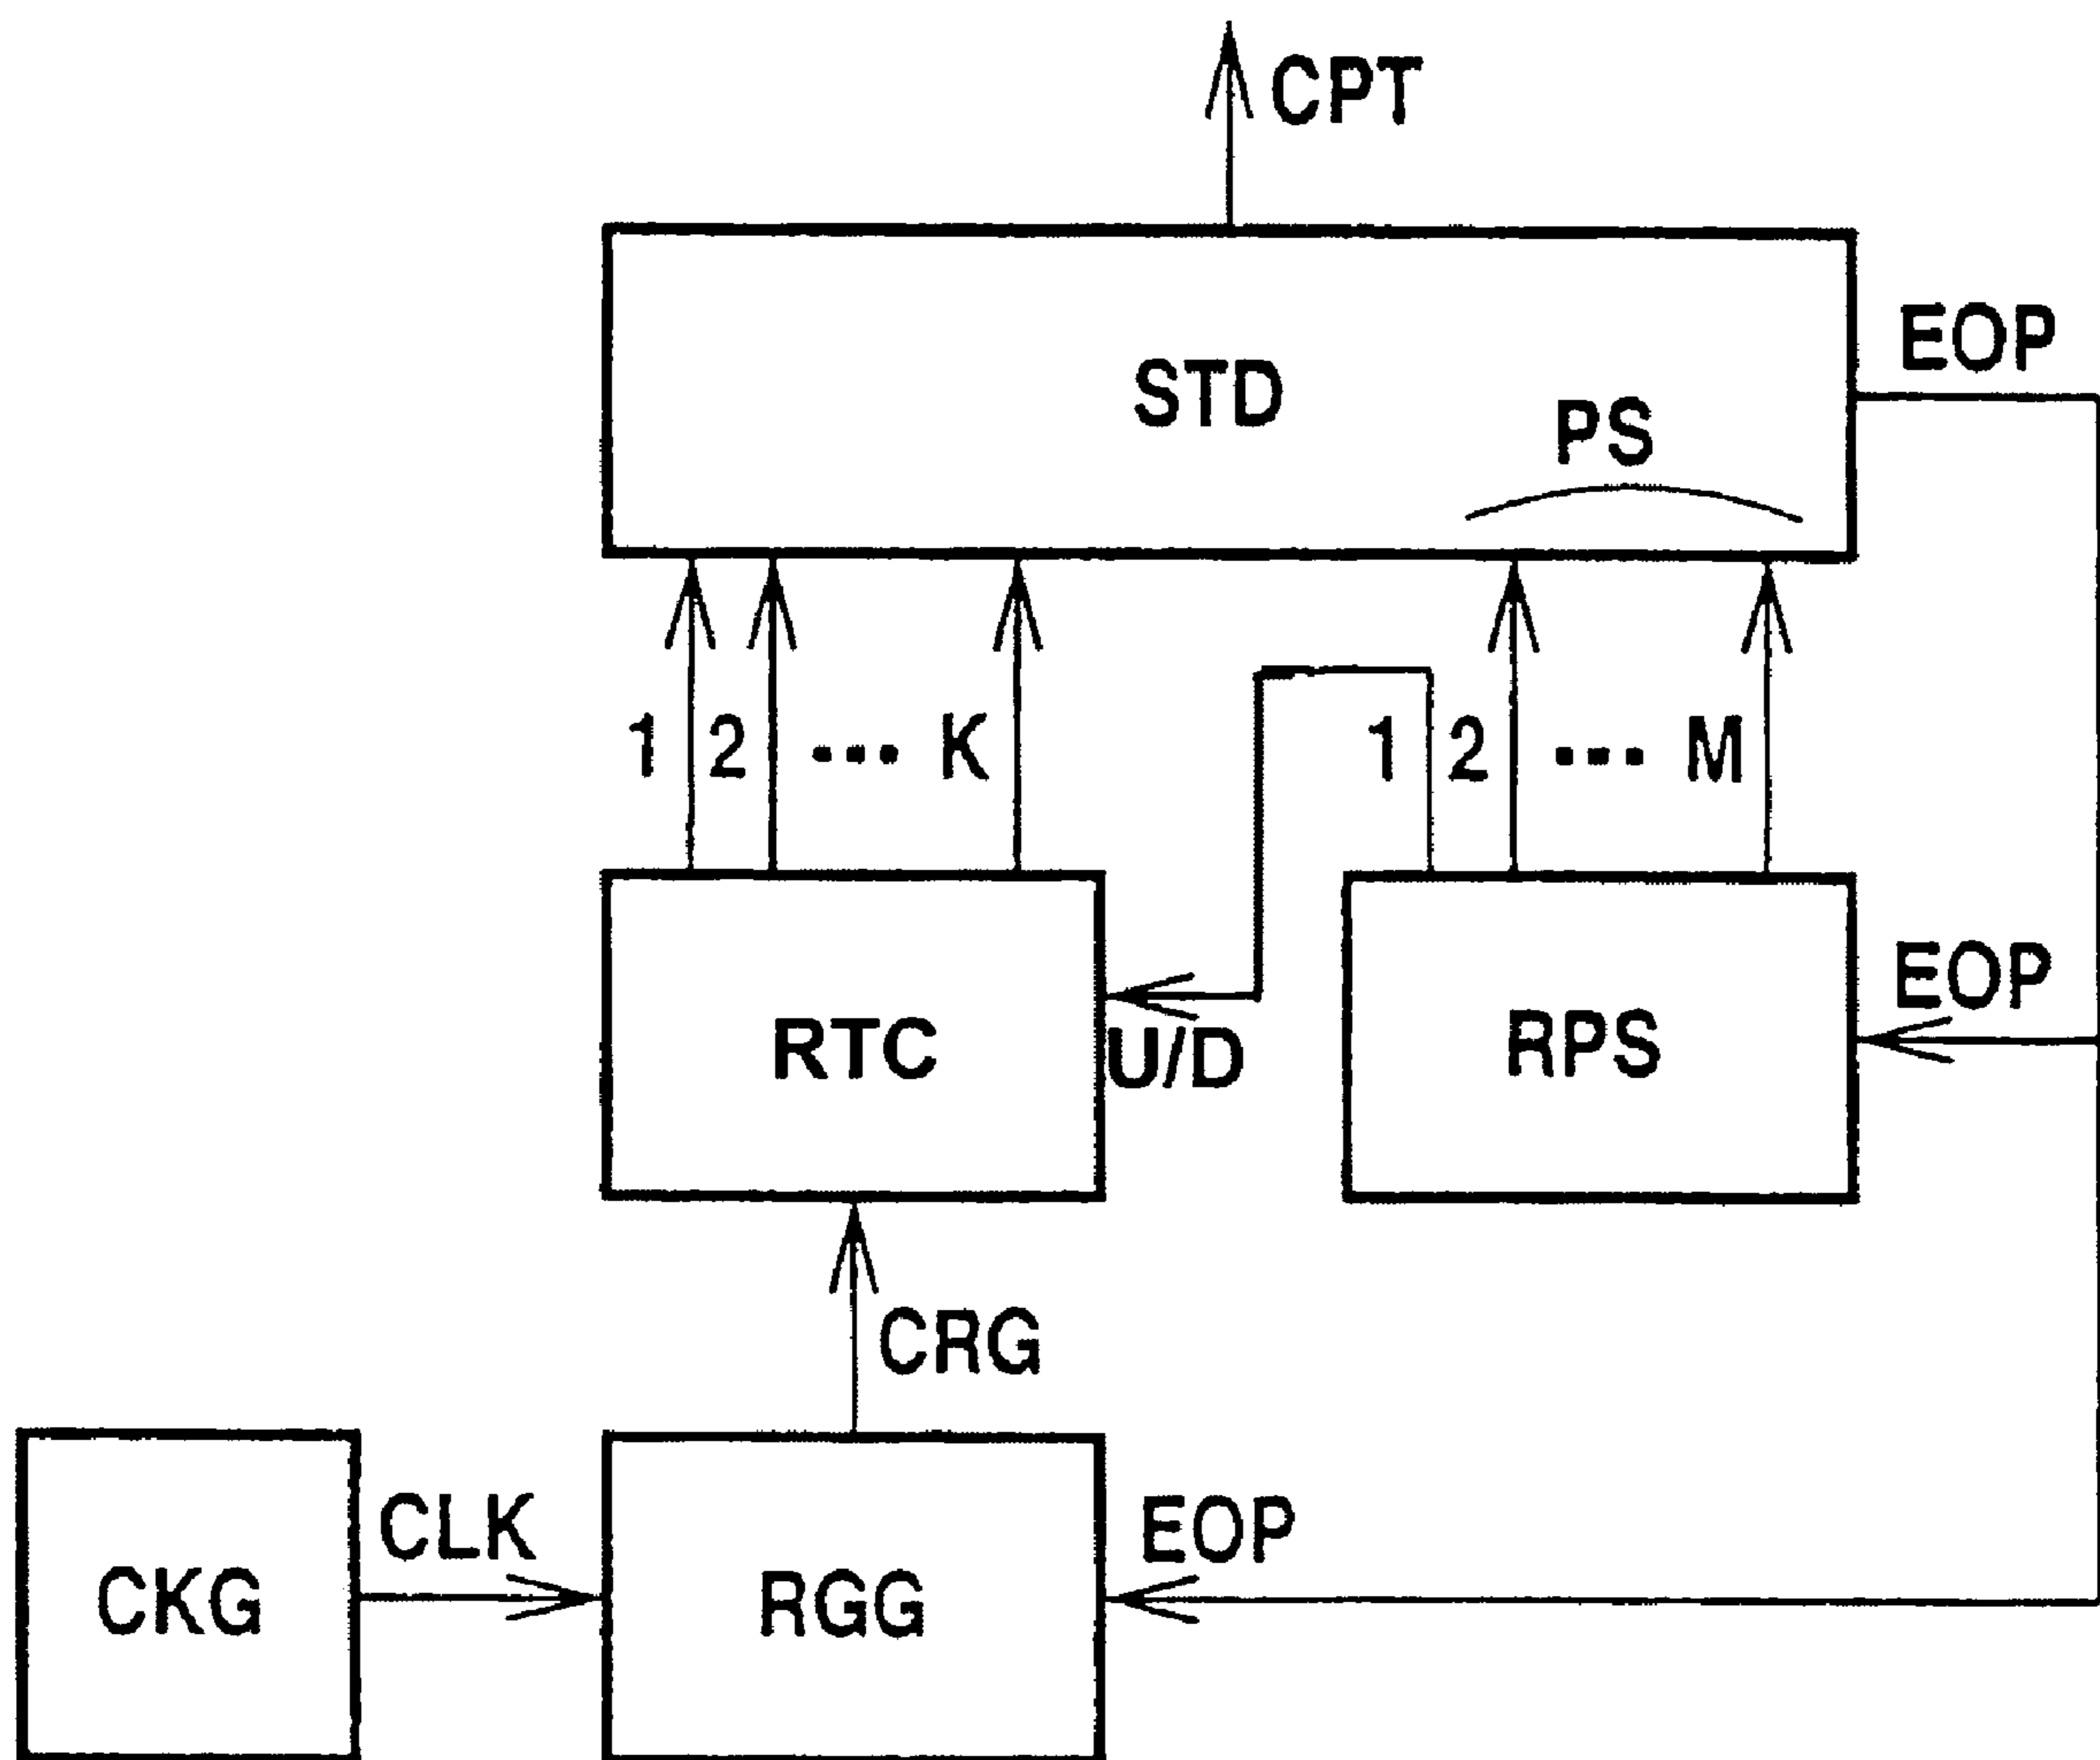 CPT
EOP
STD
PS
1 2 ... K 1 2 ... M
EOP
RTC U/D RPS
CRG
CLK EOP
CKG RGG